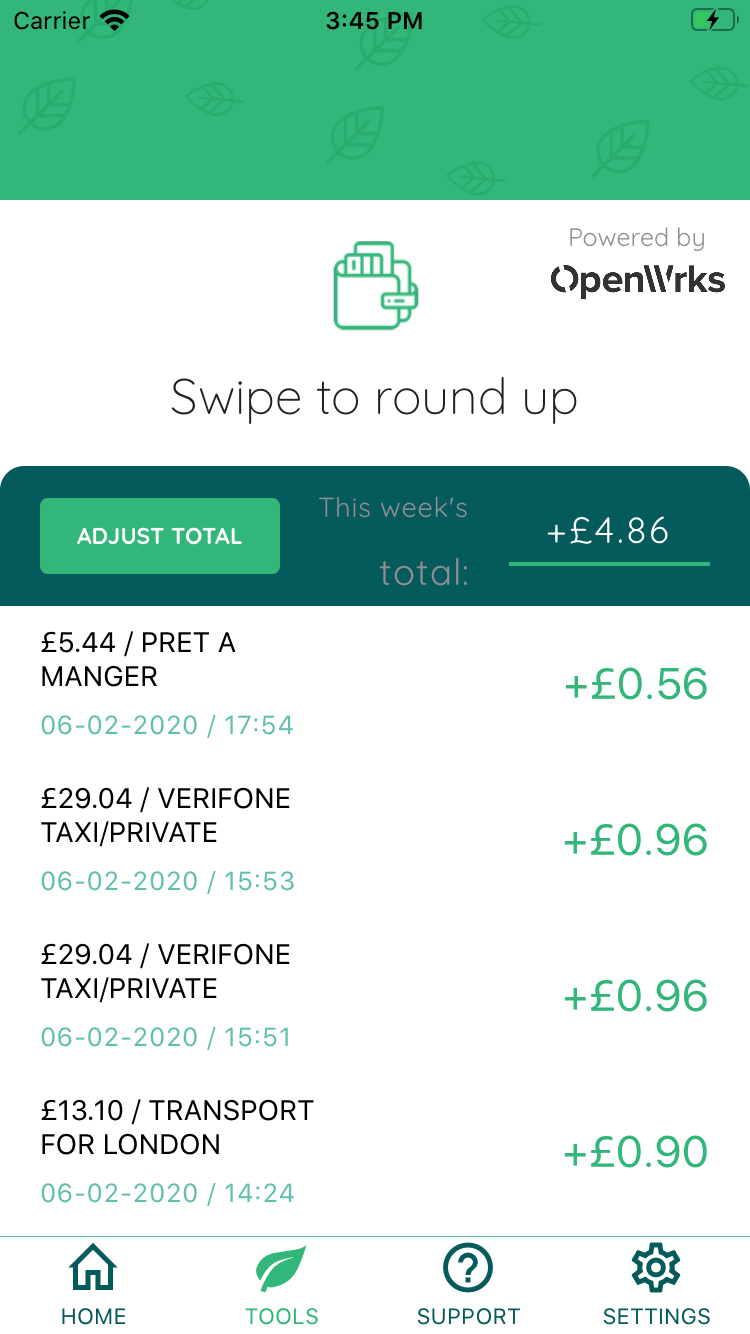 Carrier 3:45 PM
Powered by
OpenWrks
Swipe to round up
ADJUST TOTAL
This week's
total:
+£4.86
£5.44 / PRET A
MANGER
06-02-2020 / 17:54
+£0.56
£29.04 / VERIFONE
TAXI/PRIVATE
06-02-2020 / 15:53
+£0.96
£29.04 / VERIFONE
TAXI/PRIVATE
06-02-2020 / 15:51
+£0.96
£13.10 / TRANSPORT
FOR LONDON
06-02-2020 / 14:24
+£0.90
HOME TOOLS SUPPORT SETTINGS